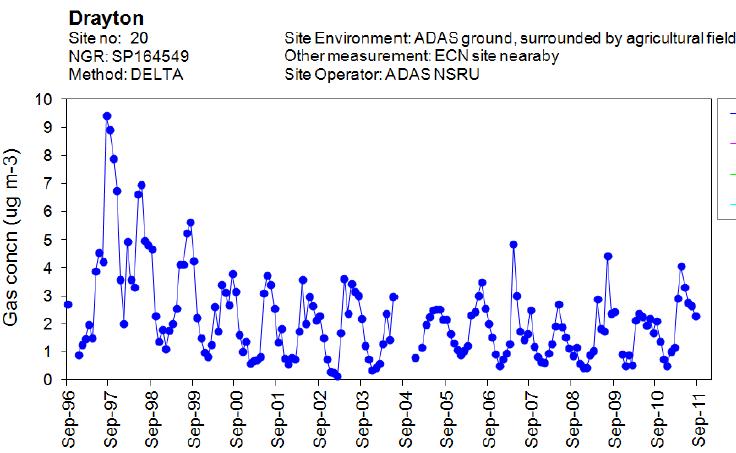 Drayton
Site no: 20 Site Environment: ADAS ground, surrounded by agricultural field
NGR: SP164549 Other measurement: ECN site nearaby
Method: DELTA Site Operator: ADAS NSRU
Gas concn (ug m-3)
10
9
8
7
6
5
4
3
2
1
0
Sep-96 Sep-97 Sep-98 Sep-99 Sep-00 Sep-01 Sep-02 Sep-03 Sep-04 Sep-05 Sep-06 Sep-07 Sep-08 Sep-09 Sep-10 Sep-11